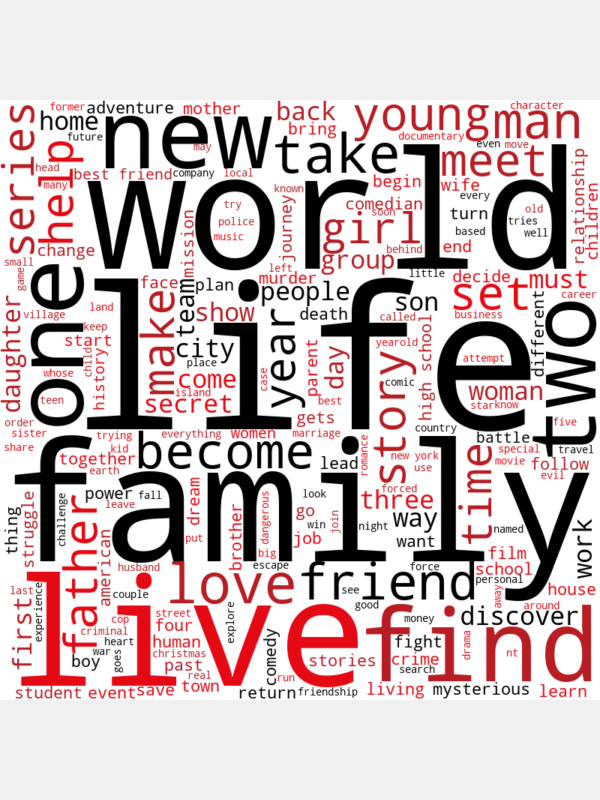 former
adventure
mother
back
young
man
character
series
home
future
new
may
take
bring
documentary
even
move
meet
help
head
many
best friend
company
local
world
known
begin
wife
every
relationship
children
change
try
police
music
mission
journey
comedian
soon
girl
group
behind
turn
based
end
old
tries
well
small
game
face
plan
left
murder
little
decide
set
must
career
one
daughter
village
land
keep
start
child
whose
teen
history
make
team
show
people
death
son
called
business
different
two
life
city
place
year
parent
day
yearold
comic
story
high school
attempt
woman
star
know
come
island
secret
case
best
gets
order
sister
share
trying
kid
together
earth
everything
women
marriage
become
lead
romance
country
new york
use
battle
special
movie
five
travel
follow
evil
family
thing
struggle
challenge
power
fall
leave
american
dream
put
brother
dangerous
big
escape
look
go
win
job
join
night
three
forced
way
want
force
time
named
film
school
personal
work
house
father
husband
couple
love
friend
see
good
discover
away
around
first
last
experience
live
criminal
cop
heart
war
boy
goes
street
four
human
christmas
past
real
town
explore
comedy
run
stories
money
fight
crime
search
find
drama
nt
student
event
save
return
friendship
living
mysterious
learn